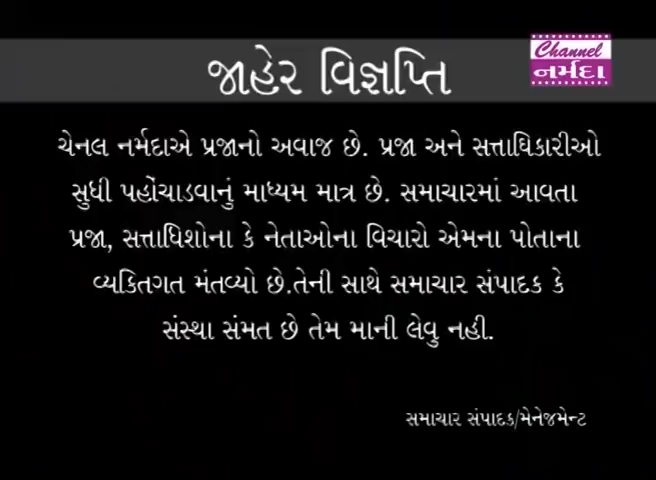 Channel
નર્મદા
જાહેર વિજ્ઞપ્તિ
ચેનલ નર્મદાએ પ્રજાનો અવાજ છે. પ્રજા અને સત્તાધિકારીઓ
સુધી પહોંચાડવાનું માધ્યમ માત્ર છે. સમાચારમાં આવતા
પ્રજા, સત્તાધિશોના કે નેતાઓના વિચારો એમના પોતાના
વ્યકિતગત મંતવ્યો છે.તેની સાથે સમાચાર સંપાદક કે
સંસ્થા સંમત છે તેમ માની લેવુ નહી.
સમાચાર સંપાદક/મેનેજમેન્ટ